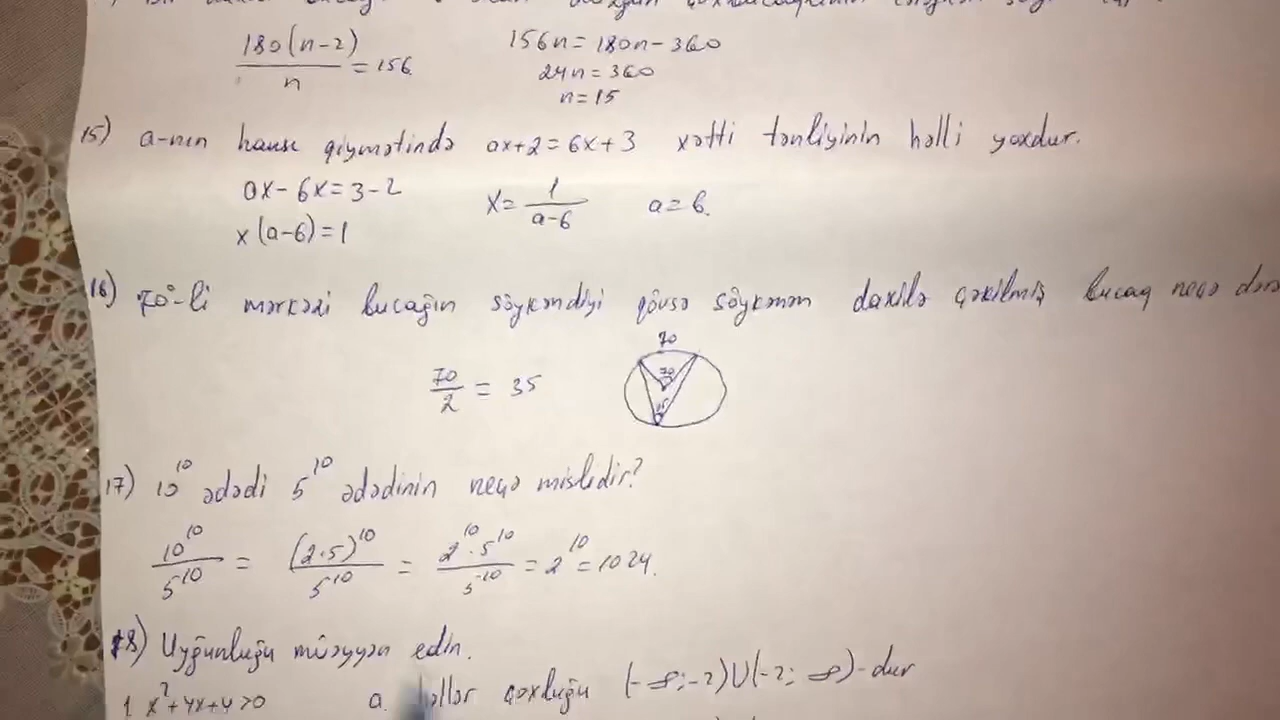 180(n-2)/n = 156    156n = 180n - 360
24n = 360
n = 15
15) a-nın hansı qiymətində ax+2=6x+3 xətti tənliyinin həlli yoxdur.
ax - 6x = 3 - 2    x = 1/(a-6)    a = 6.
x(a-6) = 1
16) 70°-li mərkəzi bucağın söykəndiyi qövsə söykənən daxilə çəkilmiş bucaq neçə
70
70/2 = 35    70
35
17) 10^10 ədədi 5^10 ədədinin neçə mislidir?
10^10/5^10 = (2·5)^10/5^10 = 2^10·5^10/5^10 = 2^10 = 1024.
18) Uyğunluğu müəyyən edin.
1. x²+4x+4>0    a. həllər çoxluğu (-∞;-2)U(-2; ∞)-dur